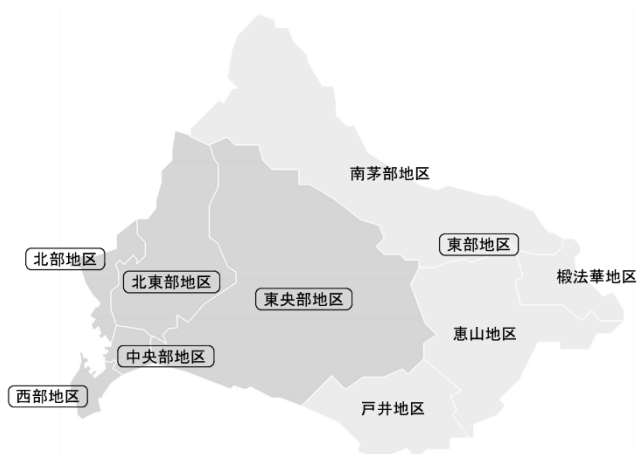 南茅部地区
東部地区
北部地区
椴法華地区
北東部地区
東央部地区
恵山地区
中央部地区
西部地区
戸井地区